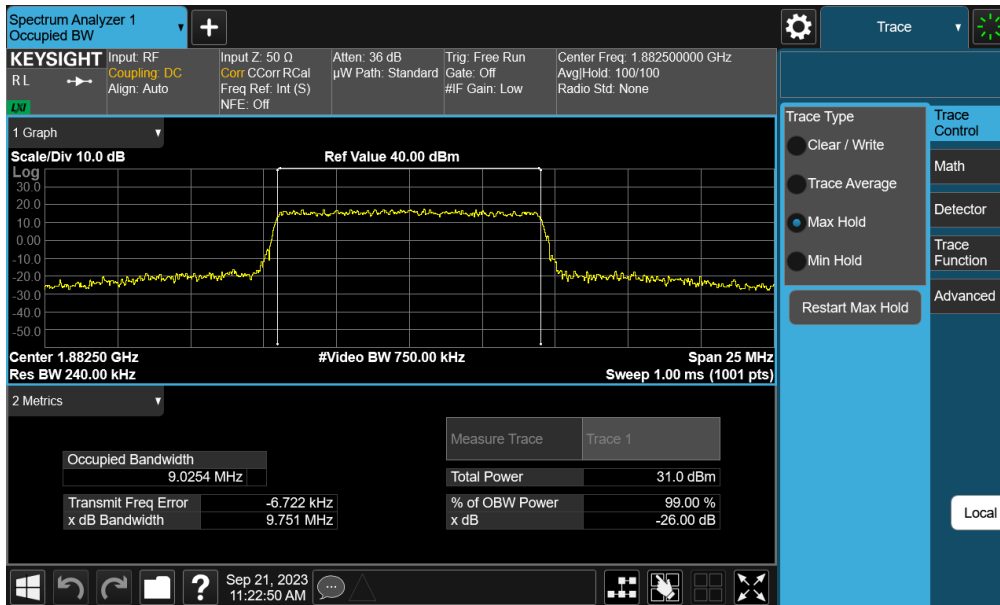 Spectrum Analyzer 1
Occupied BW
+
Trace
KEYSIGHT
R L
LXI
Input: RF
Coupling: DC
Align: Auto
Input Z: 50 Ω
Corr CCorr RCal
Freq Ref: Int (S)
NFE: Off
Atten: 36 dB
µW Path: Standard
Trig: Free Run
Gate: Off
#IF Gain: Low
Center Freq: 1.882500000 GHz
Avg|Hold: 100/100
Radio Std: None
1 Graph
Scale/Div 10.0 dB
Ref Value 40.00 dBm
Log
30.0
20.0
10.0
0.00
-10.0
-20.0
-30.0
-40.0
-50.0
Center 1.88250 GHz
#Video BW 750.00 kHz
Span 25 MHz
Res BW 240.00 kHz
Sweep 1.00 ms (1001 pts)
2 Metrics
Measure Trace
Trace 1
Occupied Bandwidth
9.0254 MHz
Total Power
31.0 dBm
Transmit Freq Error
-6.722 kHz
% of OBW Power
99.00 %
x dB Bandwidth
9.751 MHz
x dB
-26.00 dB
Trace Type
Clear / Write
Trace Average
Max Hold
Min Hold
Restart Max Hold
Trace
Control
Math
Detector
Trace
Function
Advanced
Local
?
Sep 21, 2023
11:22:50 AM